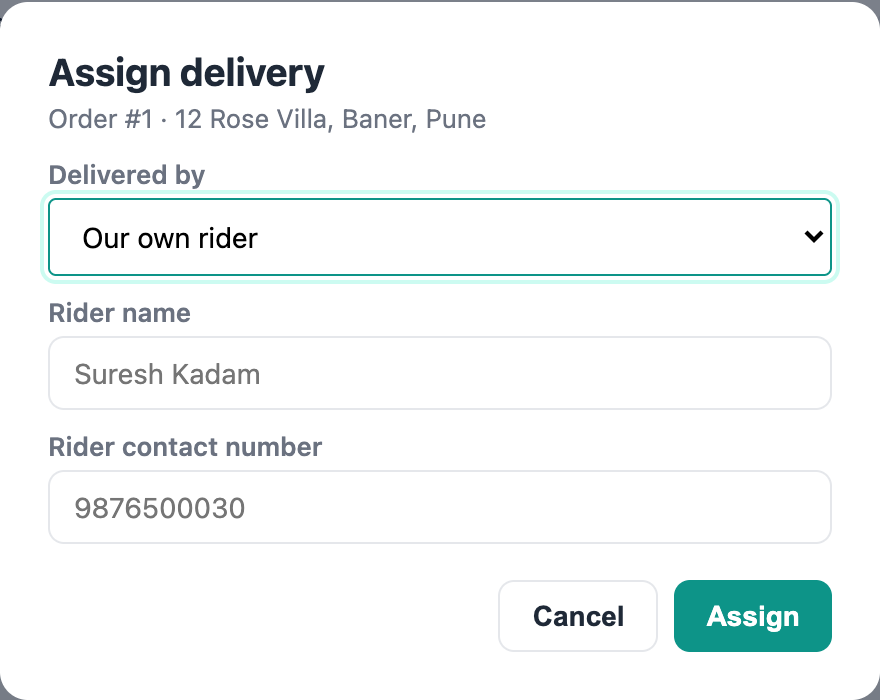 Assign delivery
Order #1 · 12 Rose Villa, Baner, Pune
Delivered by
Our own rider
Rider name
Suresh Kadam
Rider contact number
9876500030
Cancel
Assign